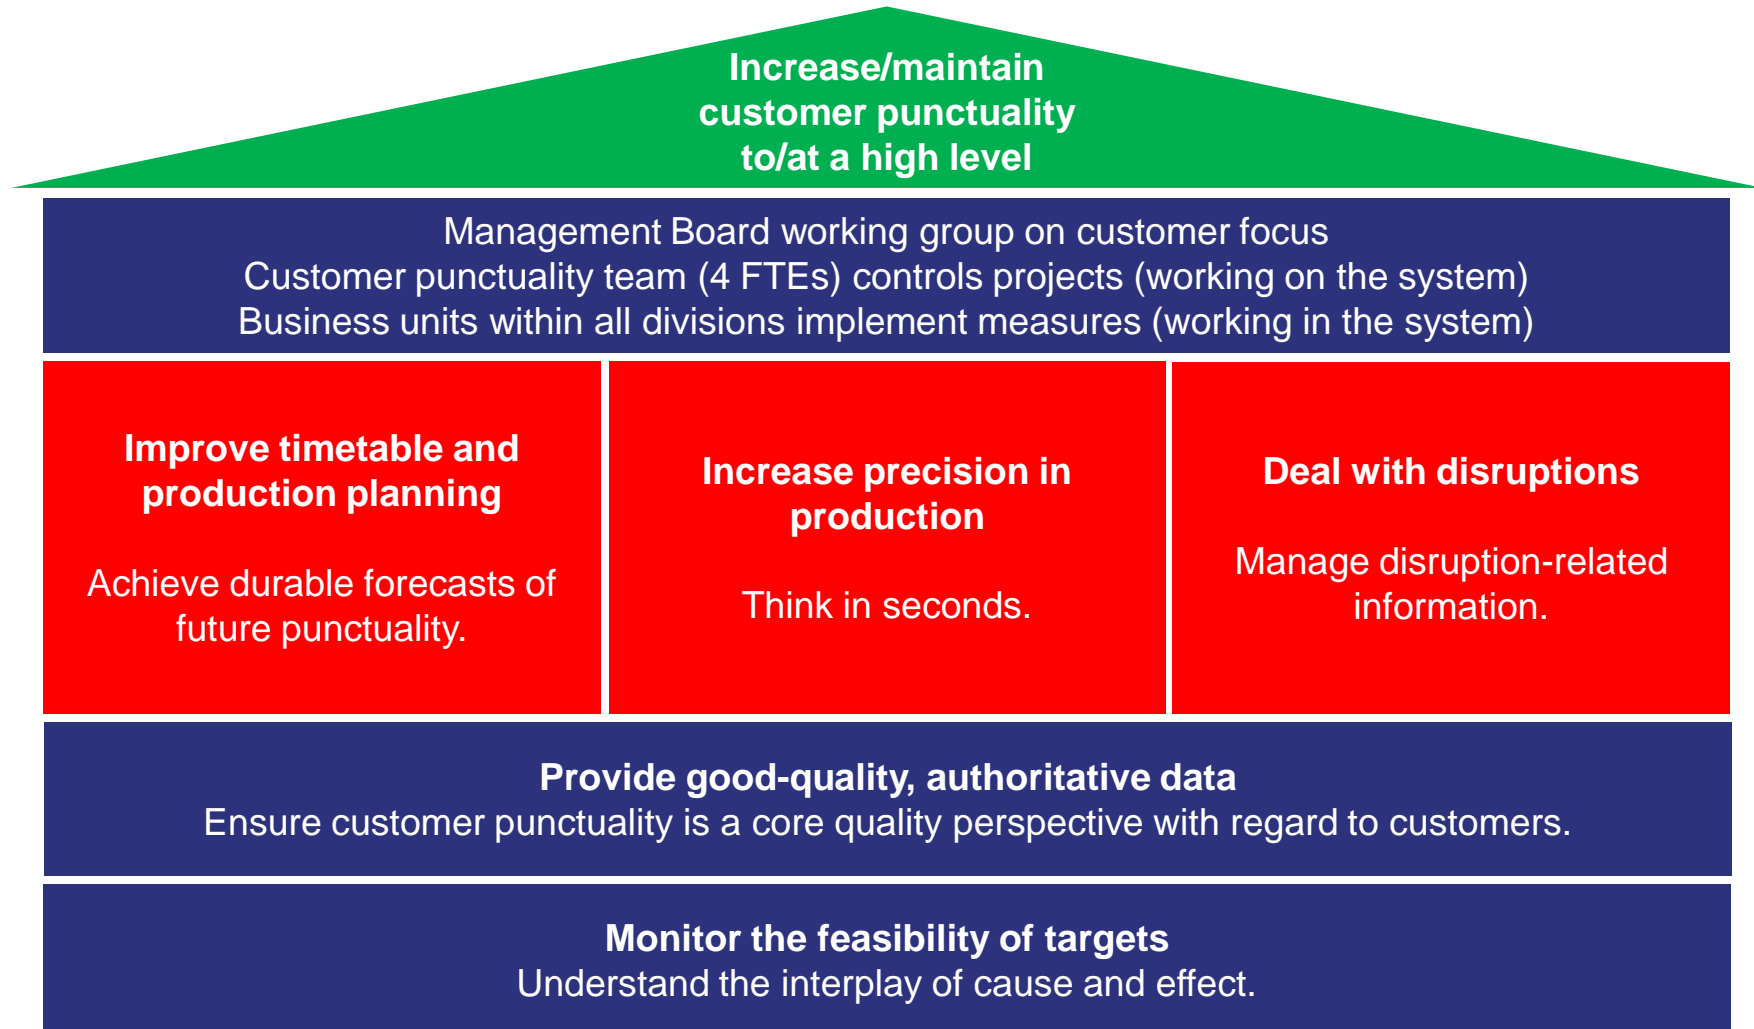 Increase/maintain
customer punctuality
to/at a high level
Management Board working group on customer focus
Customer punctuality team (4 FTEs) controls projects (working on the system)
Business units within all divisions implement measures (working in the system)
Improve timetable and
production planning
Achieve durable forecasts of
future punctuality.
Increase precision in
production
Think in seconds.
Deal with disruptions
Manage disruption-related
information.
Provide good-quality, authoritative data
Ensure customer punctuality is a core quality perspective with regard to customers.
Monitor the feasibility of targets
Understand the interplay of cause and effect.